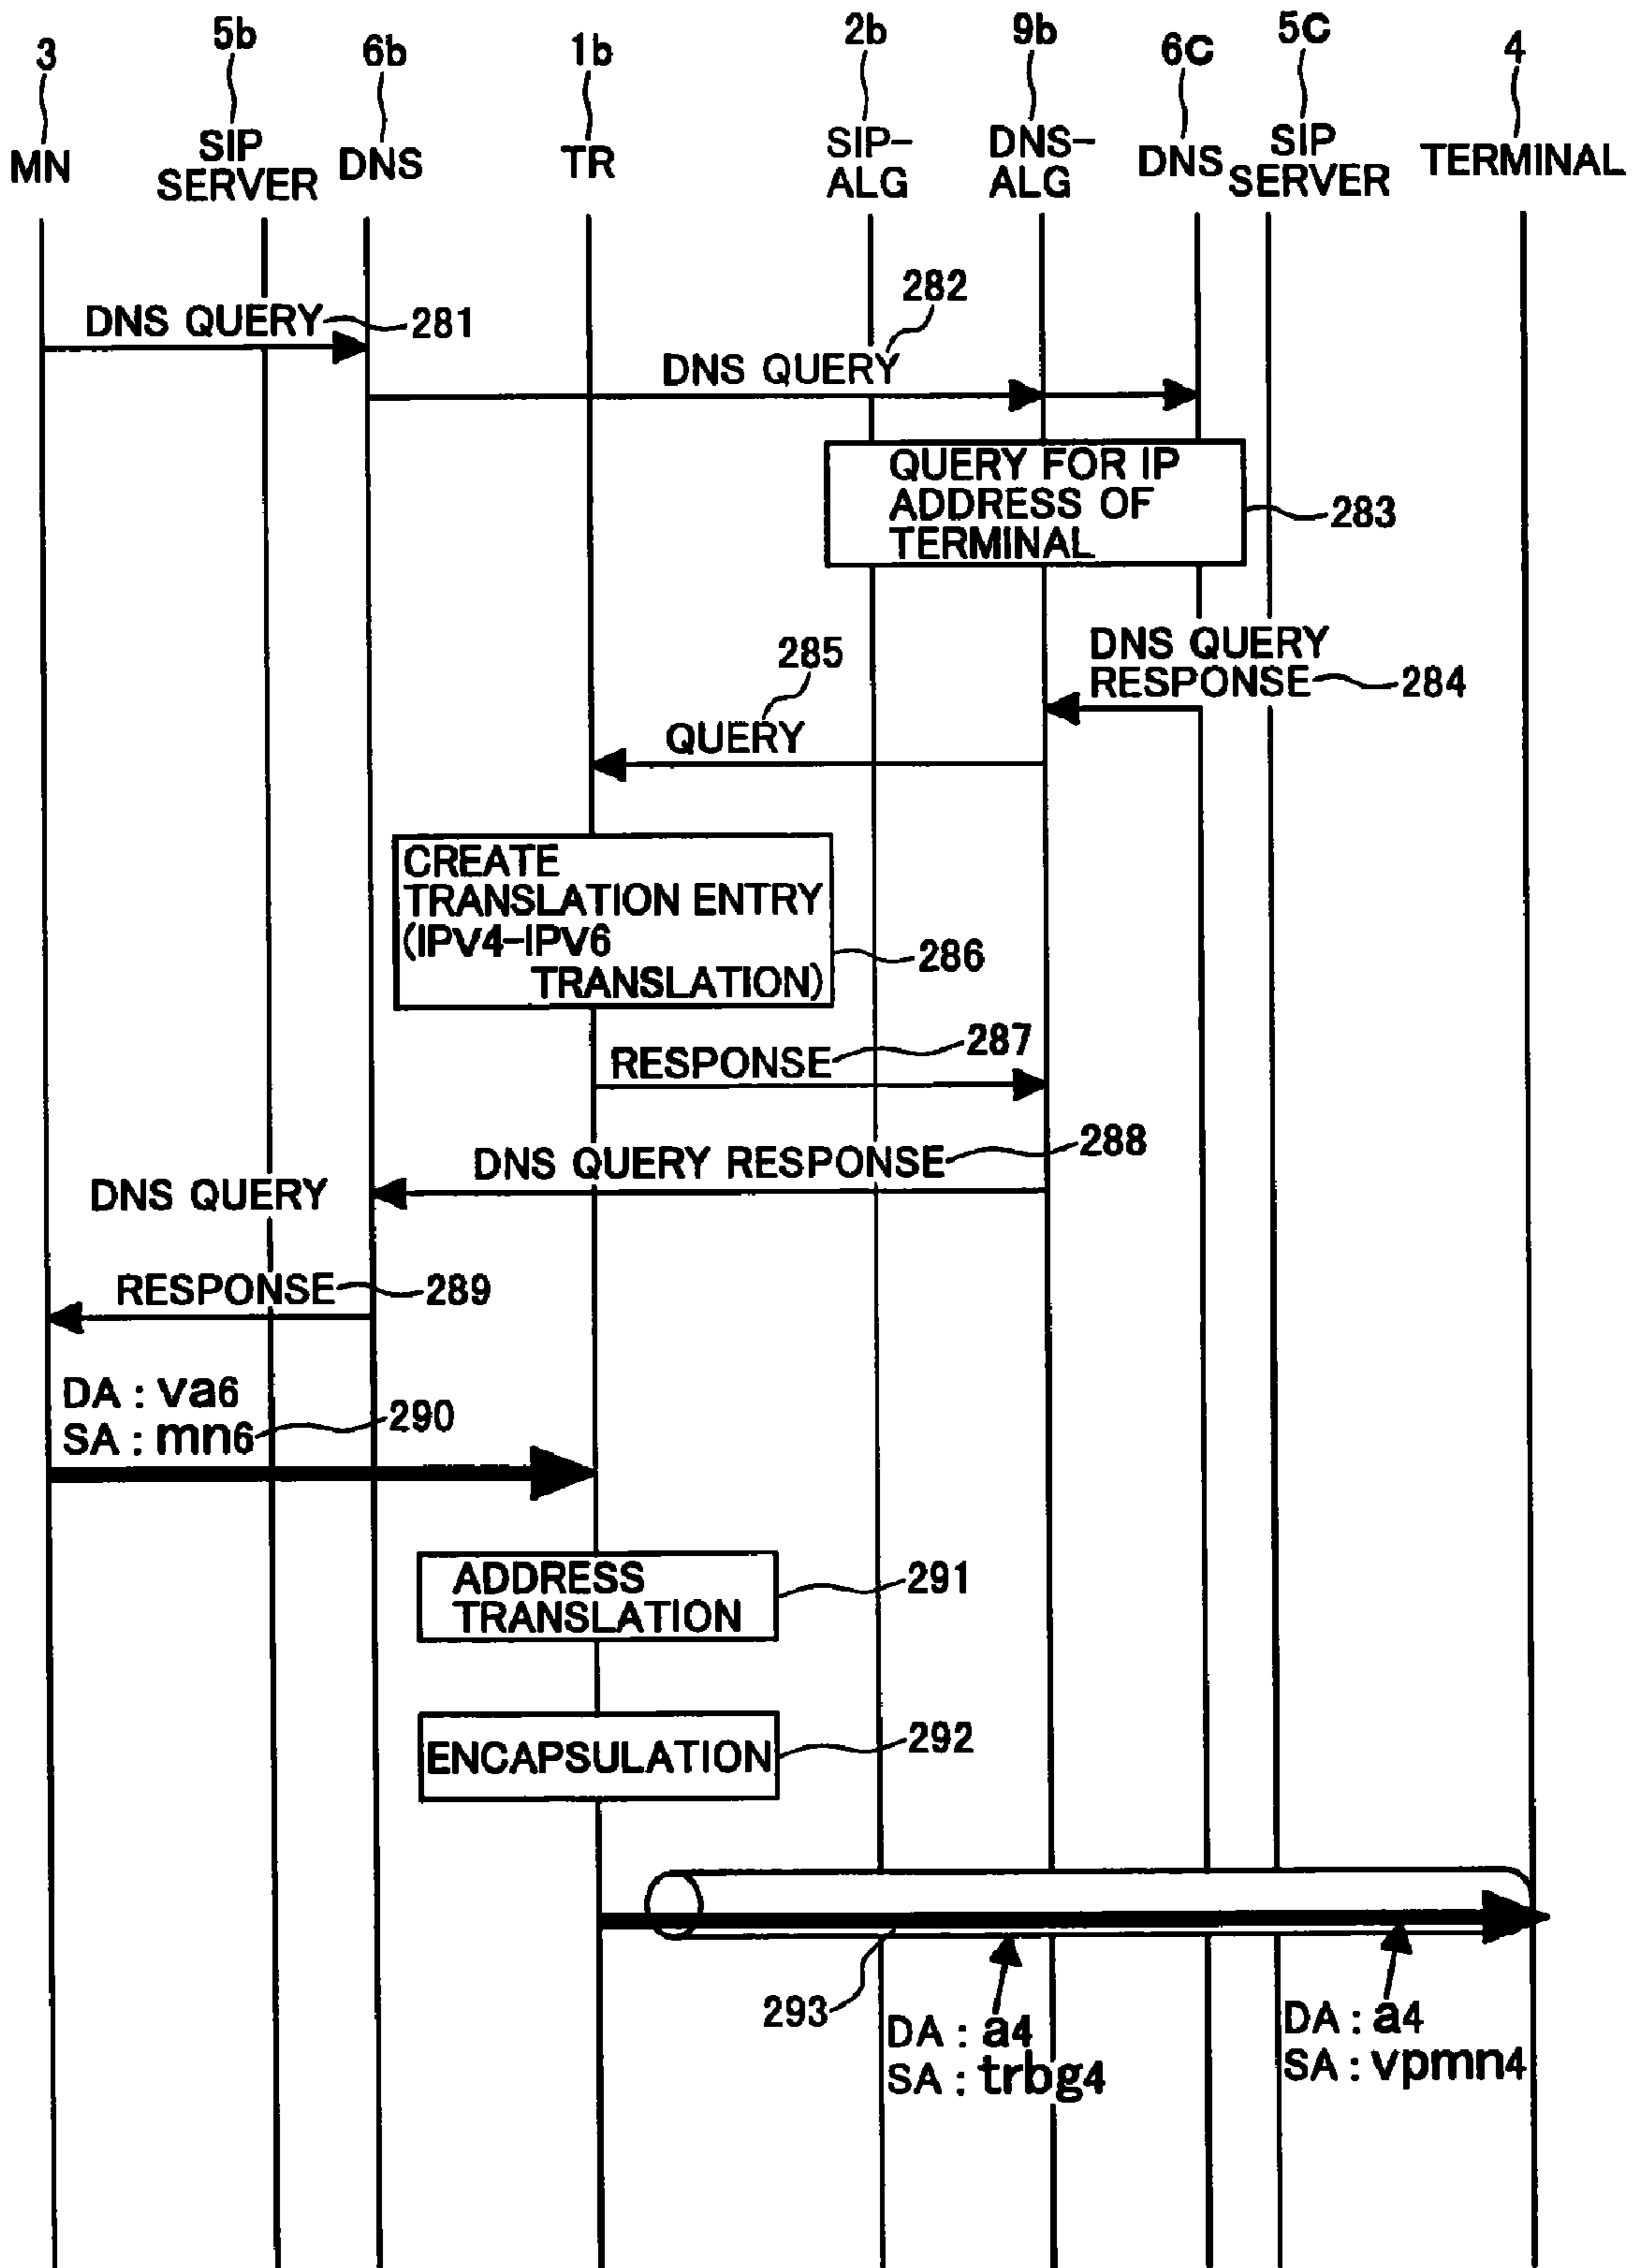 3
5b
6b
1b
2b
9b
6C
5C
4
MN
SIP
SERVER
DNS
TR
SIP-
ALG
DNS-
ALG
DNS
SIP
SERVER
TERMINAL
DNS QUERY
281
282
DNS QUERY
QUERY FOR IP
ADDRESS OF
TERMINAL
283
DNS QUERY
RESPONSE
284
285
QUERY
CREATE
TRANSLATION ENTRY
(IPV4-IPV6
TRANSLATION)
286
RESPONSE
287
DNS QUERY RESPONSE
288
DNS QUERY
RESPONSE
289
DA : va6
SA : mn6
290
ADDRESS
TRANSLATION
291
ENCAPSULATION
292
293
DA : a4
SA : trbg4
DA : a4
SA : vpmn4